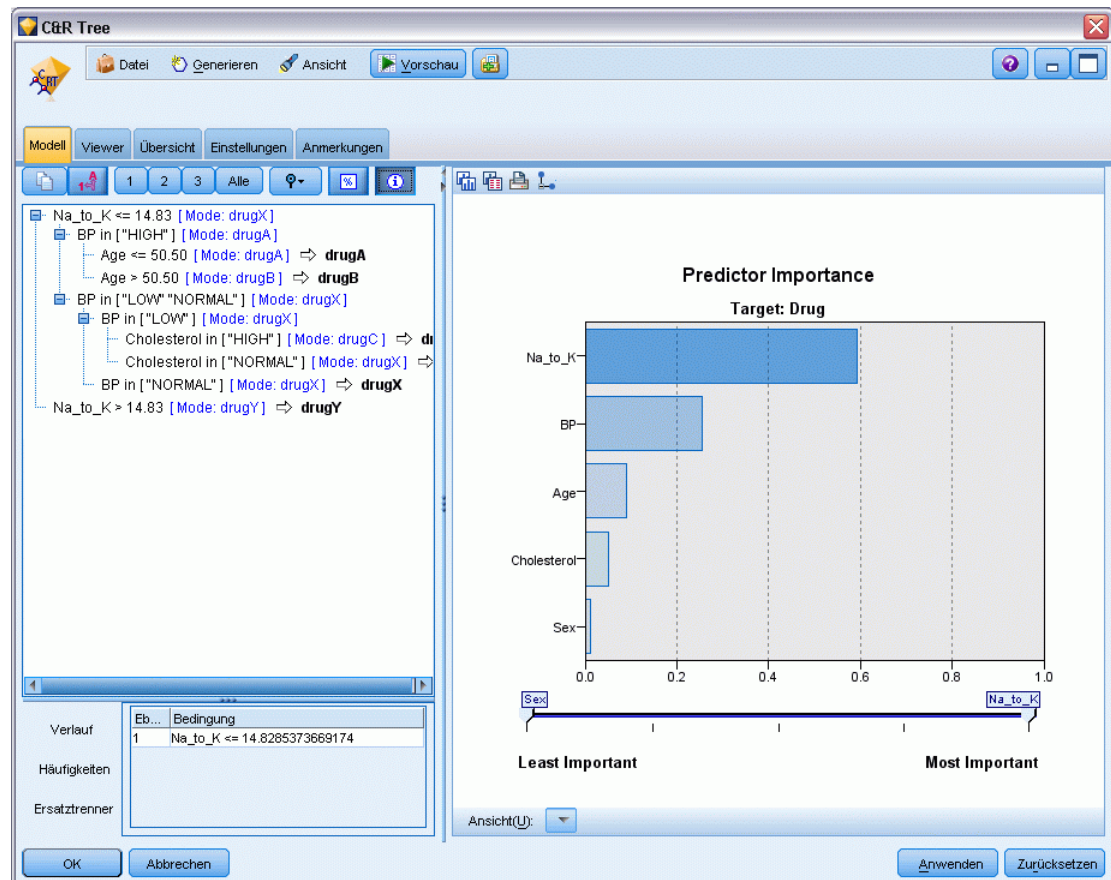 C&R Tree
Datei Generieren Ansicht Vorschau
CRT
Modell Viewer Übersicht Einstellungen Anmerkungen
1 2 3 Alle %
Na_to_K <= 14.83 [Mode: drugX]
BP in ["HIGH"] [Mode: drugA]
Age <= 50.50 [Mode: drugA] ⇨ drugA
Age > 50.50 [Mode: drugB] ⇨ drugB
BP in ["LOW" "NORMAL"] [Mode: drugX]
BP in ["LOW"] [Mode: drugX]
Cholesterol in ["HIGH"] [Mode: drugC] ⇨
Cholesterol in ["NORMAL"] [Mode: drugX] ⇨
BP in ["NORMAL"] [Mode: drugX] ⇨ drugX
Na_to_K > 14.83 [Mode: drugY] ⇨ drugY
Verlauf
Häufigkeiten
Ersatztrenner
Eb... Bedingung
1 Na_to_K <= 14.8285373669174
Predictor Importance
Target: Drug
Na_to_K
BP
Age
Cholesterol
Sex
0.0 0.2 0.4 0.6 0.8 1.0
Sex Na_to_K
Least Important Most Important
Ansicht(U):
OK Abbrechen Anwenden Zurücksetzen